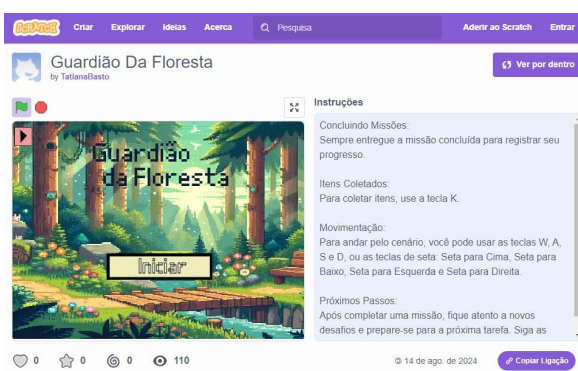 SCRATCH Criar Explorar Ideias Acerca Pesquisa Aderir ao Scratch Entrar
Guardião Da Floresta
by TatianaBasto
Ver por dentro
Instruções
Concluindo Missões:
Sempre entregue a missão concluída para registrar seu
progresso.
Itens Coletados:
Para coletar itens, use a tecla K.
Movimentação:
Para andar pelo cenário, você pode usar as teclas W, A,
S e D, ou as teclas de seta: Seta para Cima, Seta para
Baixo, Seta para Esquerda e Seta para Direita.
Próximos Passos:
Após completar uma missão, fique atento a novos
desafios e prepare-se para a próxima tarefa. Siga as
Guardião
da Floresta
Iniciar
0 0 0 110
14 de ago. de 2024
Copiar Ligação